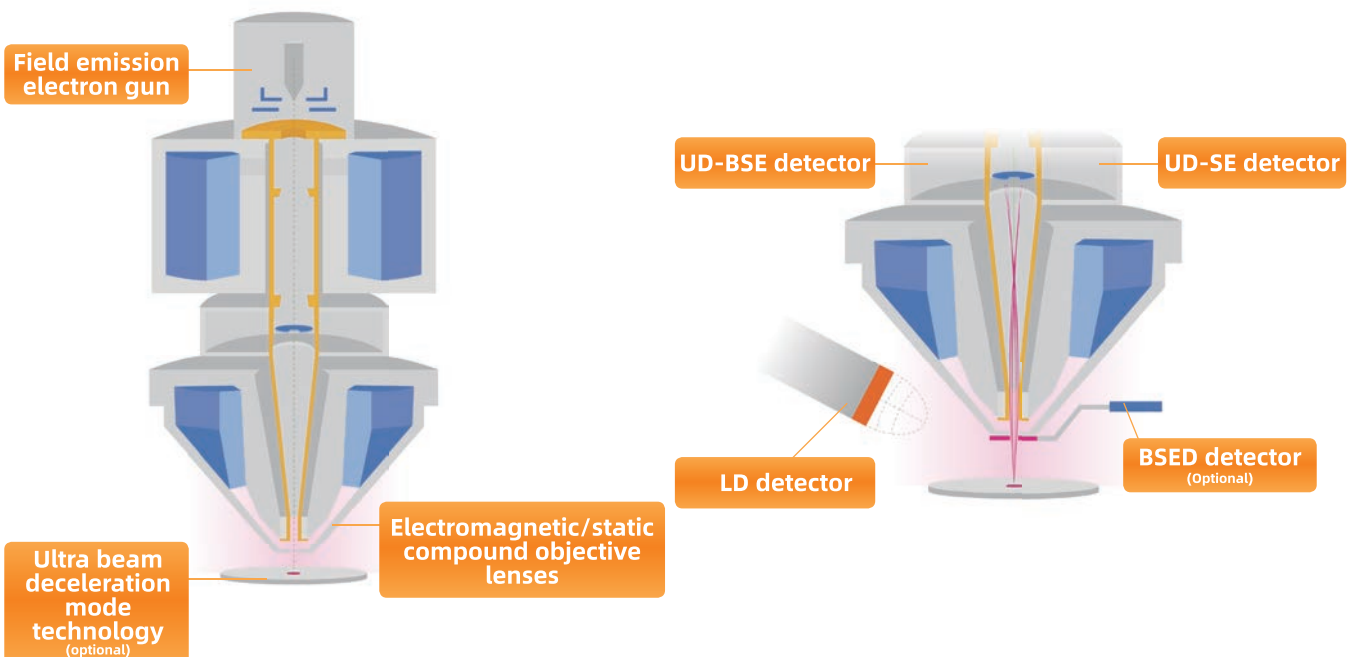 Field emission
electron gun
UD-BSE detector
UD-SE detector
LD detector
BSED detector
(Optional)
Electromagnetic/static
compound objective
lenses
Ultra beam
deceleration
mode
technology
(optional)